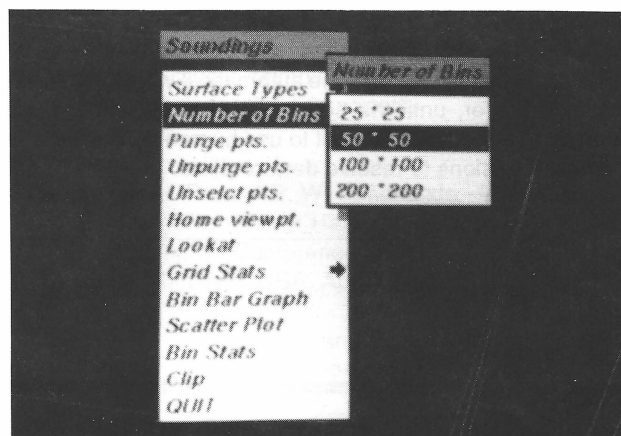 Soundings
Surface Types
Number of Bins
Purge pts.
Unpurge pts.
Unselct pts.
Home viewpt.
Lookat
Grid Stats
Bin Bar Graph
Scatter Plot
Bin Stats
Clip
QUIT
Number of Bins
25 * 25
50 * 50
100 * 100
200 * 200